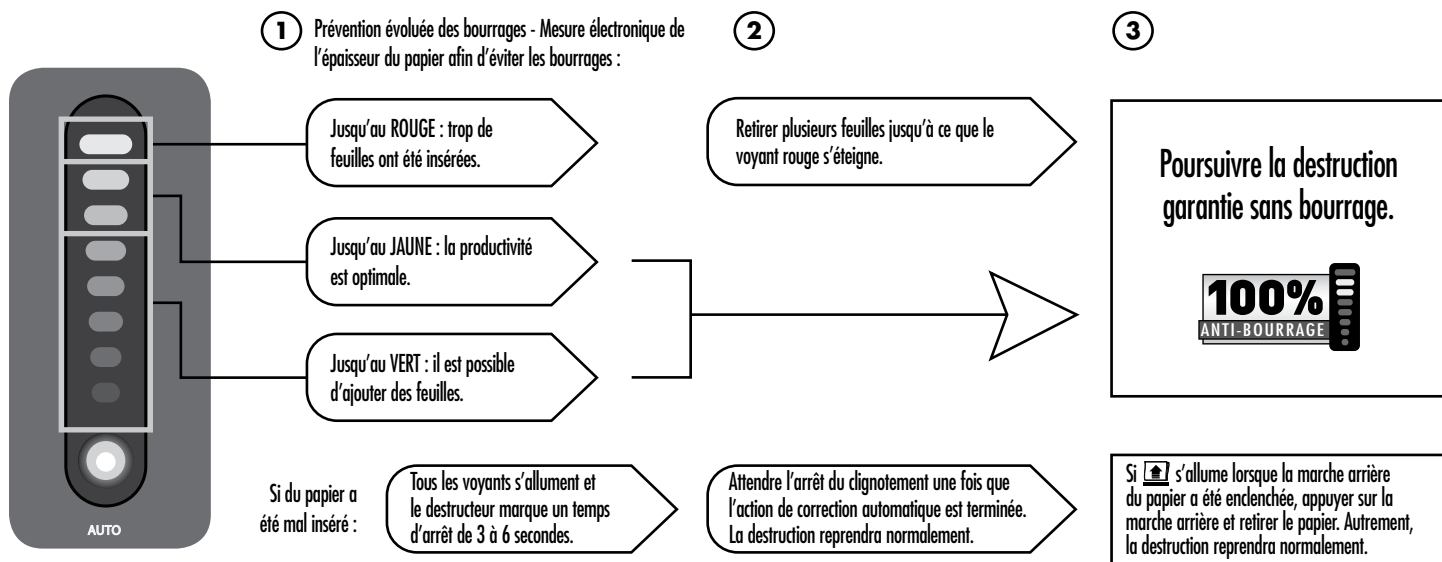 1
Prévention évoluée des bourrages - Mesure électronique de
l’épaisseur du papier afin d’éviter les bourrages :
2
3
Jusqu’au ROUGE : trop de
feuilles ont été insérées.
Retirer plusieurs feuilles jusqu’à ce que le
voyant rouge s’éteigne.
Jusqu’au JAUNE : la productivité
est optimale.
Jusqu’au VERT : il est possible
d’ajouter des feuilles.
Poursuivre la destruction
garantie sans bourrage.
100%
ANTI-BOURRAGE
AUTO
Si du papier a
été mal inséré :
Tous les voyants s’allument et
le destructeur marque un temps
d’arrêt de 3 à 6 secondes.
Attendre l’arrêt du clignotement une fois que
l’action de correction automatique est terminée.
La destruction reprendra normalement.
Si s’allume lorsque la marche arrière
du papier a été enclenchée, appuyer sur la
marche arrière et retirer le papier. Autrement,
la destruction reprendra normalement.